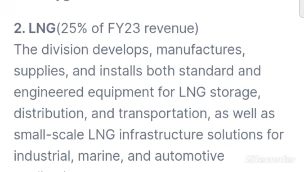 2. LNG(25% of FY23 revenue)
The division develops, manufactures,
supplies, and installs both standard and
engineered equipment for LNG storage,
distribution, and transportation, as well as
small-scale LNG infrastructure solutions for
industrial, marine, and automotive